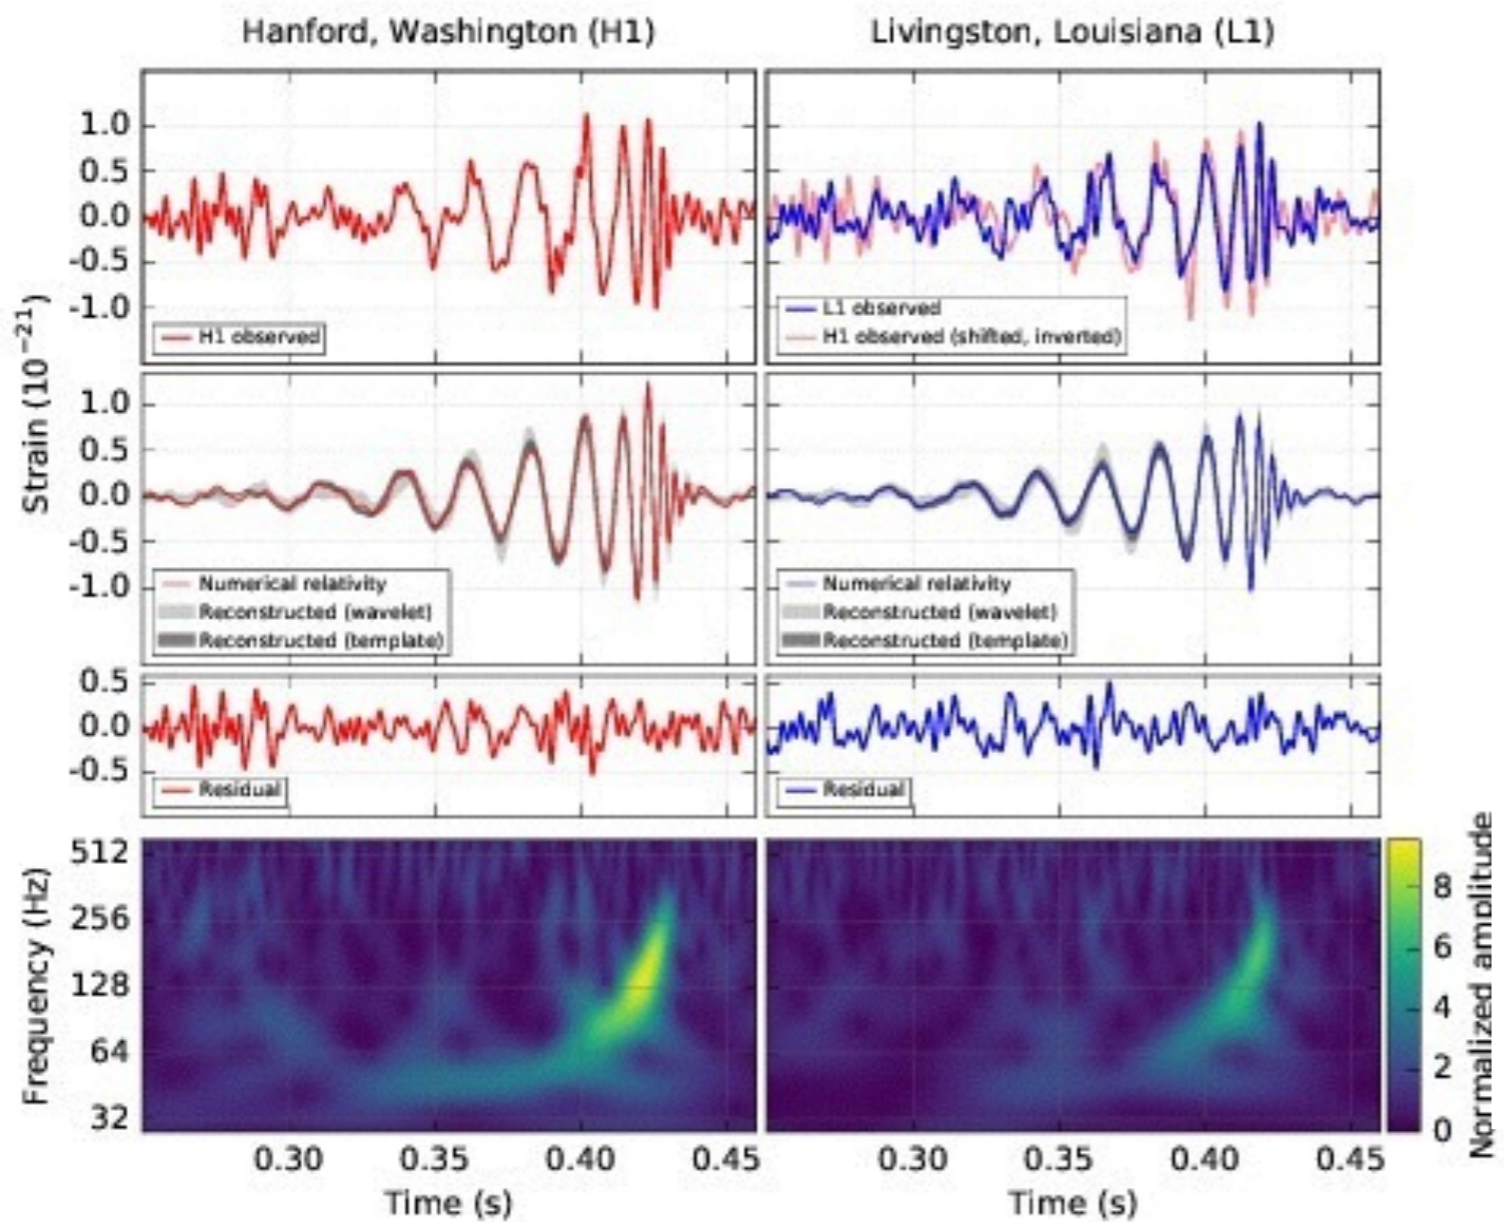 Hanford, Washington (H1)
Livingston, Louisiana (L1)
Strain (10⁻²¹)
1.0
0.5
0.0
-0.5
-1.0
H1 observed
L1 observed
H1 observed (shifted, inverted)
1.0
0.5
0.0
-0.5
-1.0
Numerical relativity
Reconstructed (wavelet)
Reconstructed (template)
Numerical relativity
Reconstructed (wavelet)
Reconstructed (template)
0.5
0.0
-0.5
Residual
Residual
Frequency (Hz)
512
256
128
64
32
Normalized amplitude
8
6
4
2
0
0.30 0.35 0.40 0.45
0.30 0.35 0.40 0.45
Time (s)
Time (s)